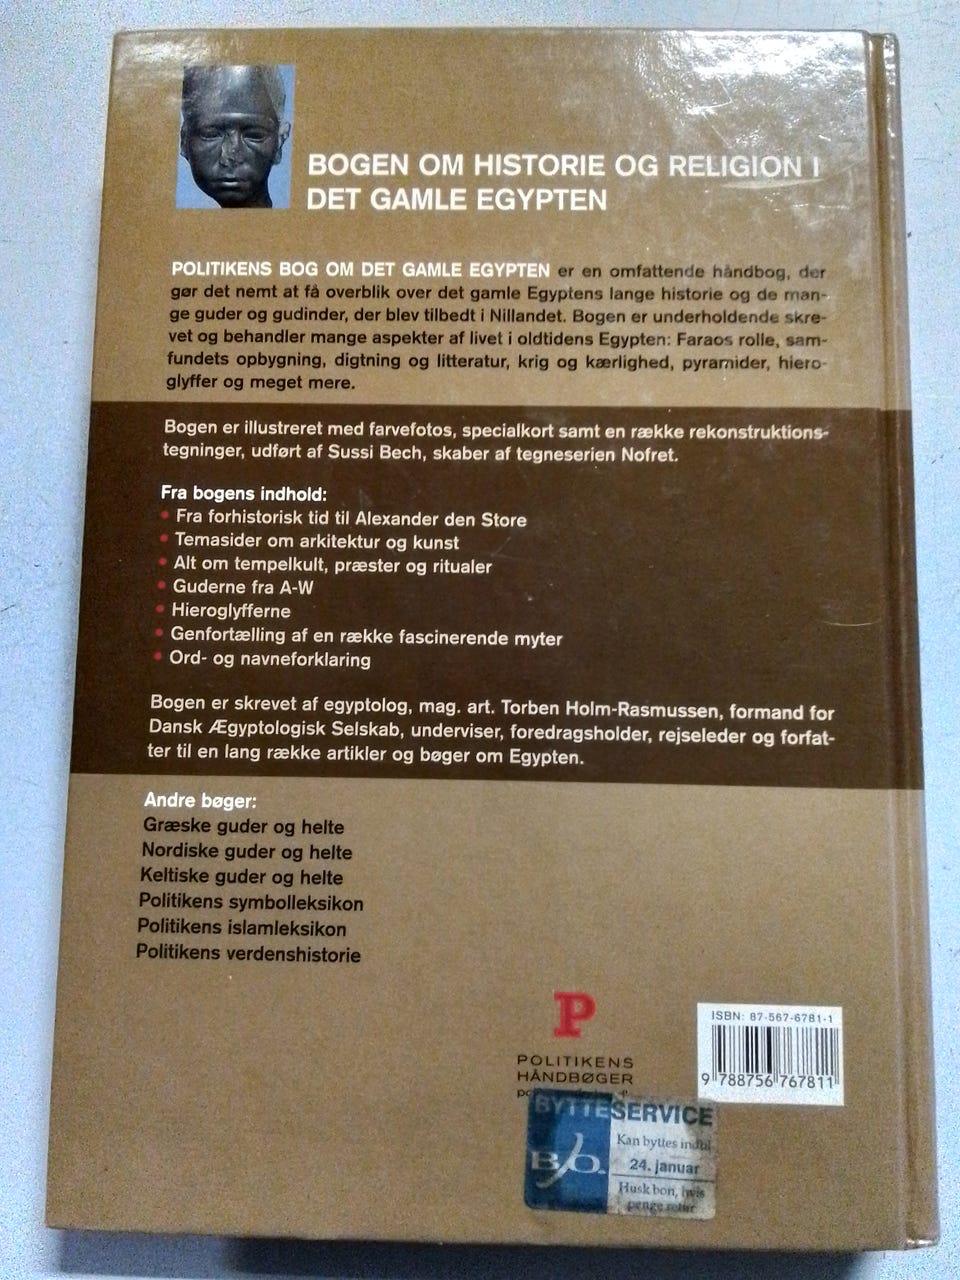 BOGEN OM HISTORIE OG RELIGION I
DET GAMLE EGYPTEN
POLITIKENS BOG OM DET GAMLE EGYPTEN er en omfattende håndbog, der
gør det nemt at få overblik over det gamle Egyptens lange historie og de man-
ge guder og gudinder, der blev tilbedt i Nillandet. Bogen er underholdende skre-
vet og behandler mange aspekter af livet i oldtidens Egypten: Faraos rolle, sam-
fundets opbygning, digtning og litteratur, krig og kærlighed, pyramider, hiero-
glyffer og meget mere.
Bogen er illustreret med farvefotos, specialkort samt en række rekonstruktions-
tegninger, udført af Sussi Bech, skaber af tegneserien Nofret.
Fra bogens indhold:
• Fra forhistorisk tid til Alexander den Store
• Temasider om arkitektur og kunst
• Alt om tempelkult, præster og ritualer
• Guderne fra A-W
• Hieroglyfferne
• Genfortælling af en række fascinerende myter
• Ord- og navneforklaring
Bogen er skrevet af egyptolog, mag. art. Torben Holm-Rasmussen, formand for
Dansk Ægyptologisk Selskab, underviser, foredragsholder, rejseleder og forfat-
ter til en lang række artikler og bøger om Egypten.
Andre bøger:
Græske guder og helte
Nordiske guder og helte
Keltiske guder og helte
Politikens symbolleksikon
Politikens islamleksikon
Politikens verdenshistorie
P
POLITIKENS
HÅNDBØGER
ISBN: 87-567-6781-1
9 788756 767811
BYTTESERVICE
B/O.
Kan byttes indtil
24. januar
Husk bon, hvis
penge retur